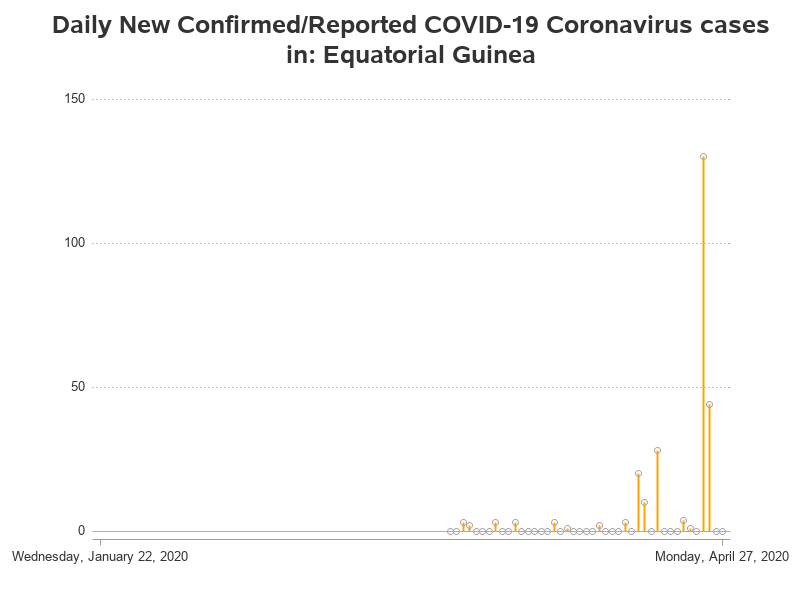 Daily New Confirmed/Reported COVID-19 Coronavirus cases
in: Equatorial Guinea
150
100
50
0
Wednesday, January 22, 2020
Monday, April 27, 2020